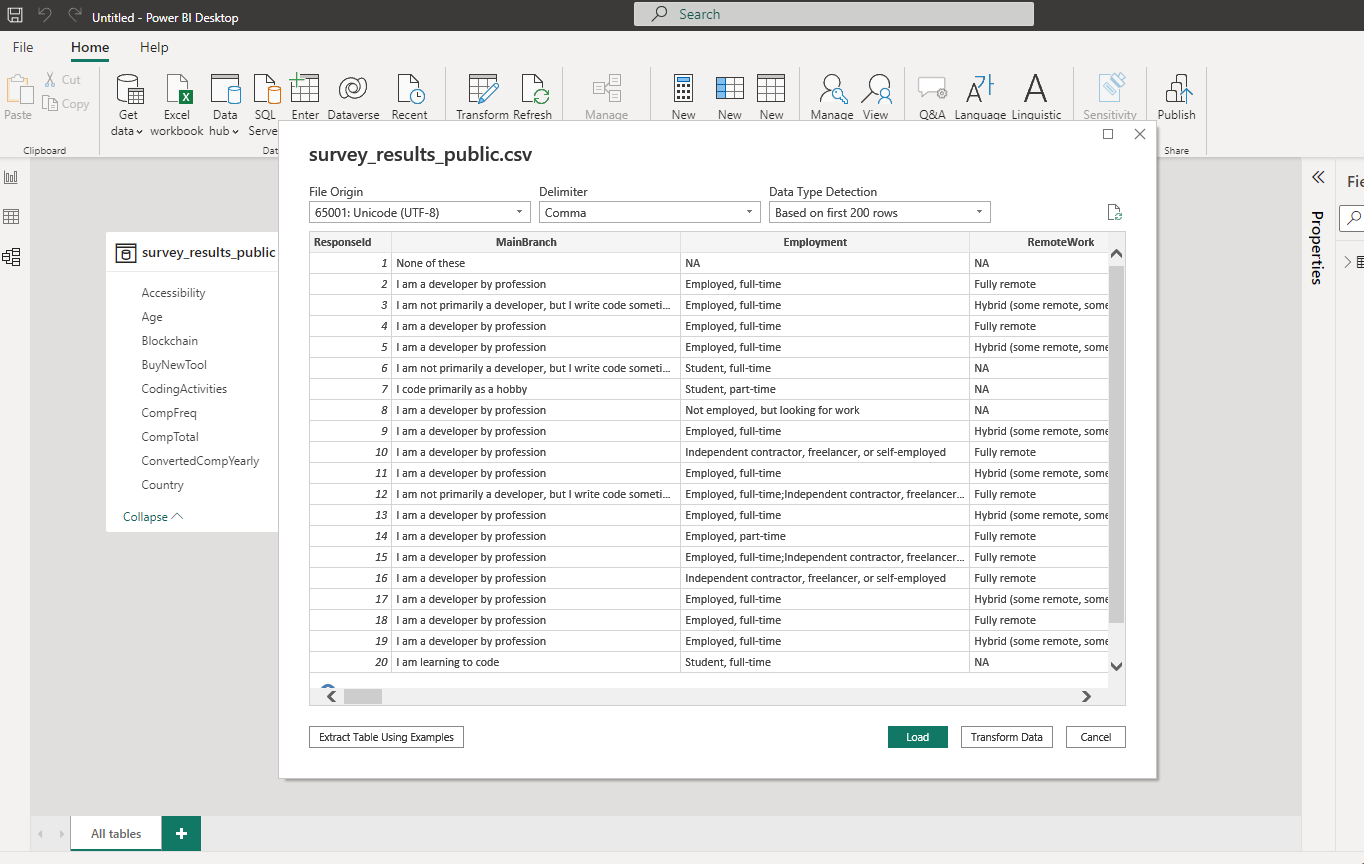 Untitled - Power BI Desktop
Search
File Home Help
Cut
Copy
Paste
Get data
Excel workbook
Data hub
SQL Serve
Enter
Dataverse
Recent
Transform
Refresh
Manage
New
New
New
Manage
View
Q&A
Language
Linguistic
Sensitivity
Publish
Clipboard
Dat
Share
survey_results_public.csv
File Origin Delimiter Data Type Detection
65001: Unicode (UTF-8) Comma Based on first 200 rows
ResponseId MainBranch Employment RemoteWork
1 None of these NA NA
2 I am a developer by profession Employed, full-time Fully remote
3 I am not primarily a developer, but I write code someti... Employed, full-time Hybrid (some remote, some
4 I am a developer by profession Employed, full-time Fully remote
5 I am a developer by profession Employed, full-time Hybrid (some remote, some
6 I am not primarily a developer, but I write code someti... Student, full-time NA
7 I code primarily as a hobby Student, part-time NA
8 I am a developer by profession Not employed, but looking for work NA
9 I am a developer by profession Employed, full-time Hybrid (some remote, some
10 I am a developer by profession Independent contractor, freelancer, or self-employed Fully remote
11 I am a developer by profession Employed, full-time Hybrid (some remote, some
12 I am not primarily a developer, but I write code someti... Employed, full-time;Independent contractor, freelancer... Fully remote
13 I am a developer by profession Employed, full-time Hybrid (some remote, some
14 I am a developer by profession Employed, part-time Fully remote
15 I am a developer by profession Employed, full-time;Independent contractor, freelancer... Fully remote
16 I am a developer by profession Independent contractor, freelancer, or self-employed Fully remote
17 I am a developer by profession Employed, full-time Hybrid (some remote, some
18 I am a developer by profession Employed, full-time Fully remote
19 I am a developer by profession Employed, full-time Hybrid (some remote, some
20 I am learning to code Student, full-time NA
Extract Table Using Examples Load Transform Data Cancel
survey_results_public
Accessibility
Age
Blockchain
BuyNewTool
CodingActivities
CompFreq
CompTotal
ConvertedCompYearly
Country
Collapse
Properties
Fie
All tables